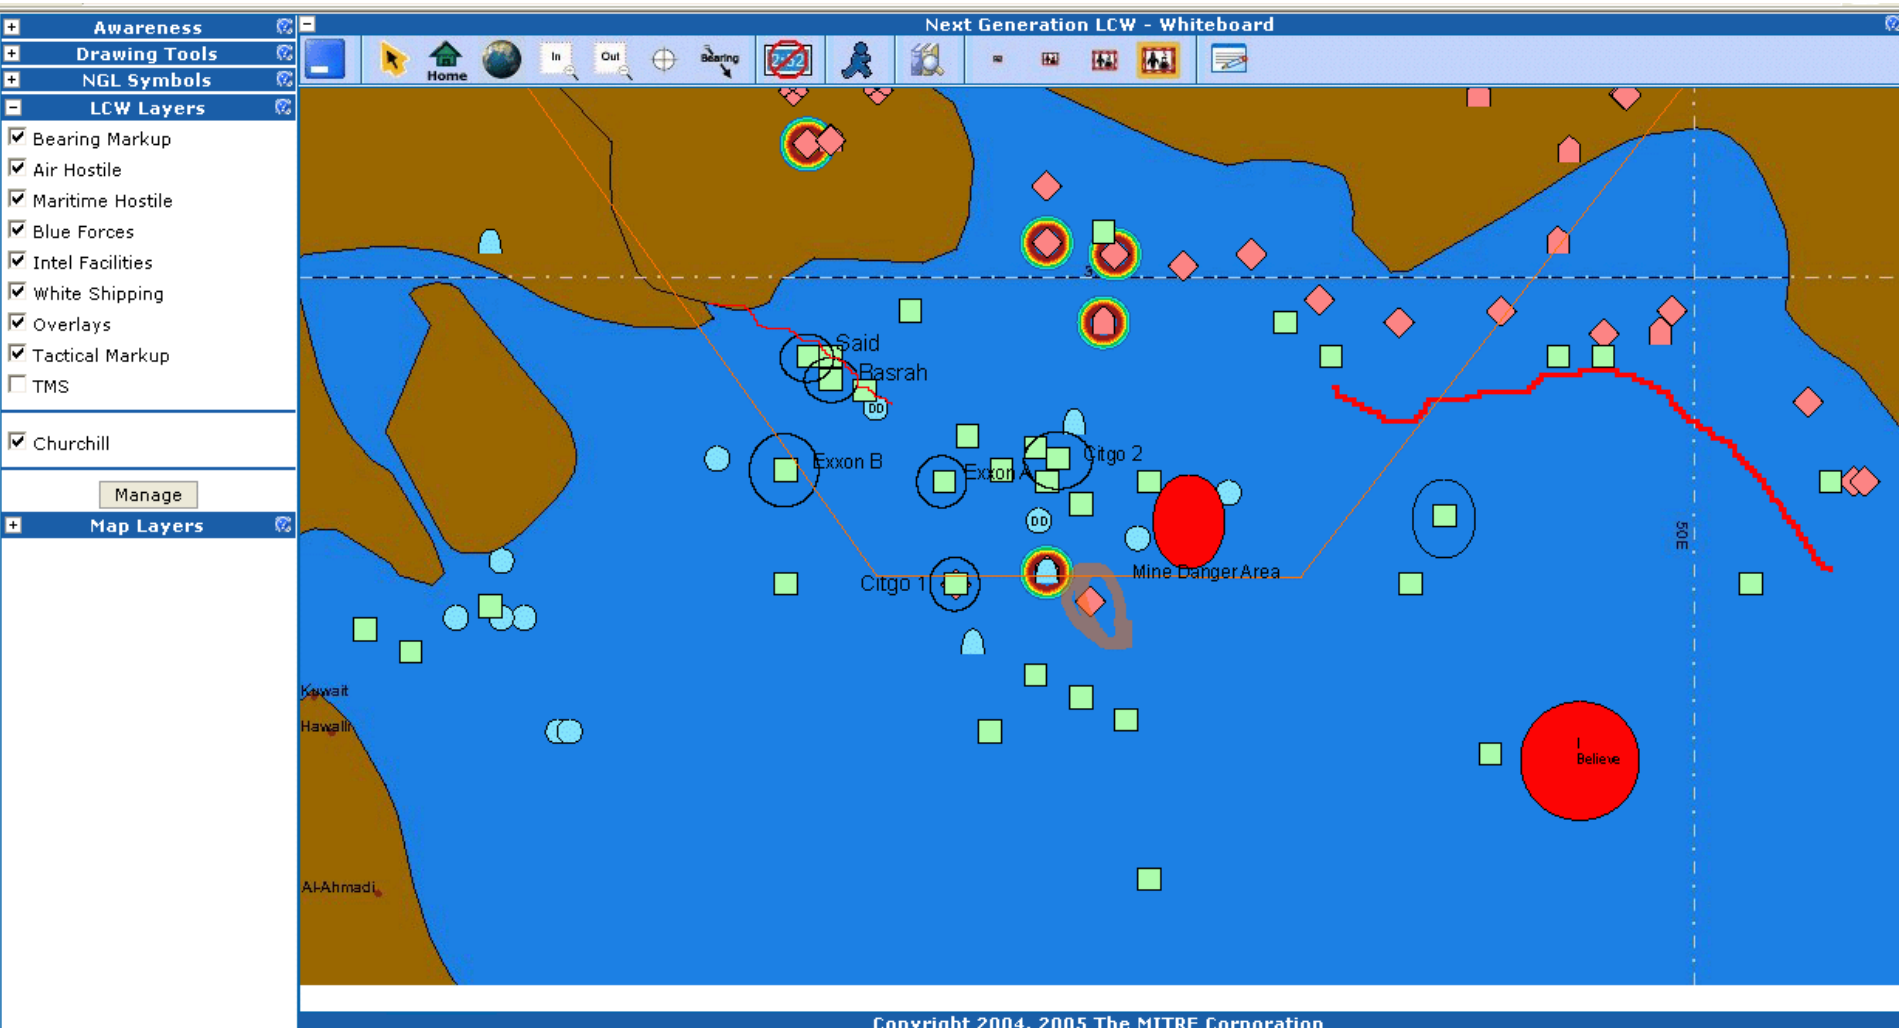 Awareness
Drawing Tools
NGL Symbols
LCW Layers
Bearing Markup
Air Hostile
Maritime Hostile
Blue Forces
Intel Facilities
White Shipping
Overlays
Tactical Markup
TMS
Churchill
Manage
Map Layers
Next Generation LCW - Whiteboard
Home
In
Out
Bearing
3
Said
Basrah
DD
Exxon B
Exxon A
Citgo 2
DD
50E
Mine Danger Area
Citgo 1
Kuwait
Hawalli
I
Believe
Al-Ahmadi
Copyright 2004, 2005 The MITRE Corporation